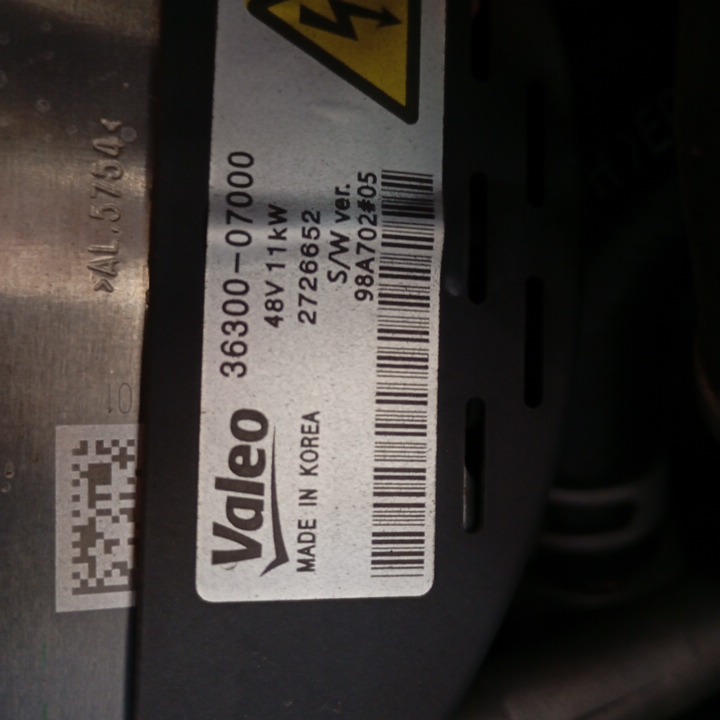 Valeo
36300-07000
48V 11kW
2726652
S/W ver.
98A702#05
MADE IN KOREA
>AL.5754<